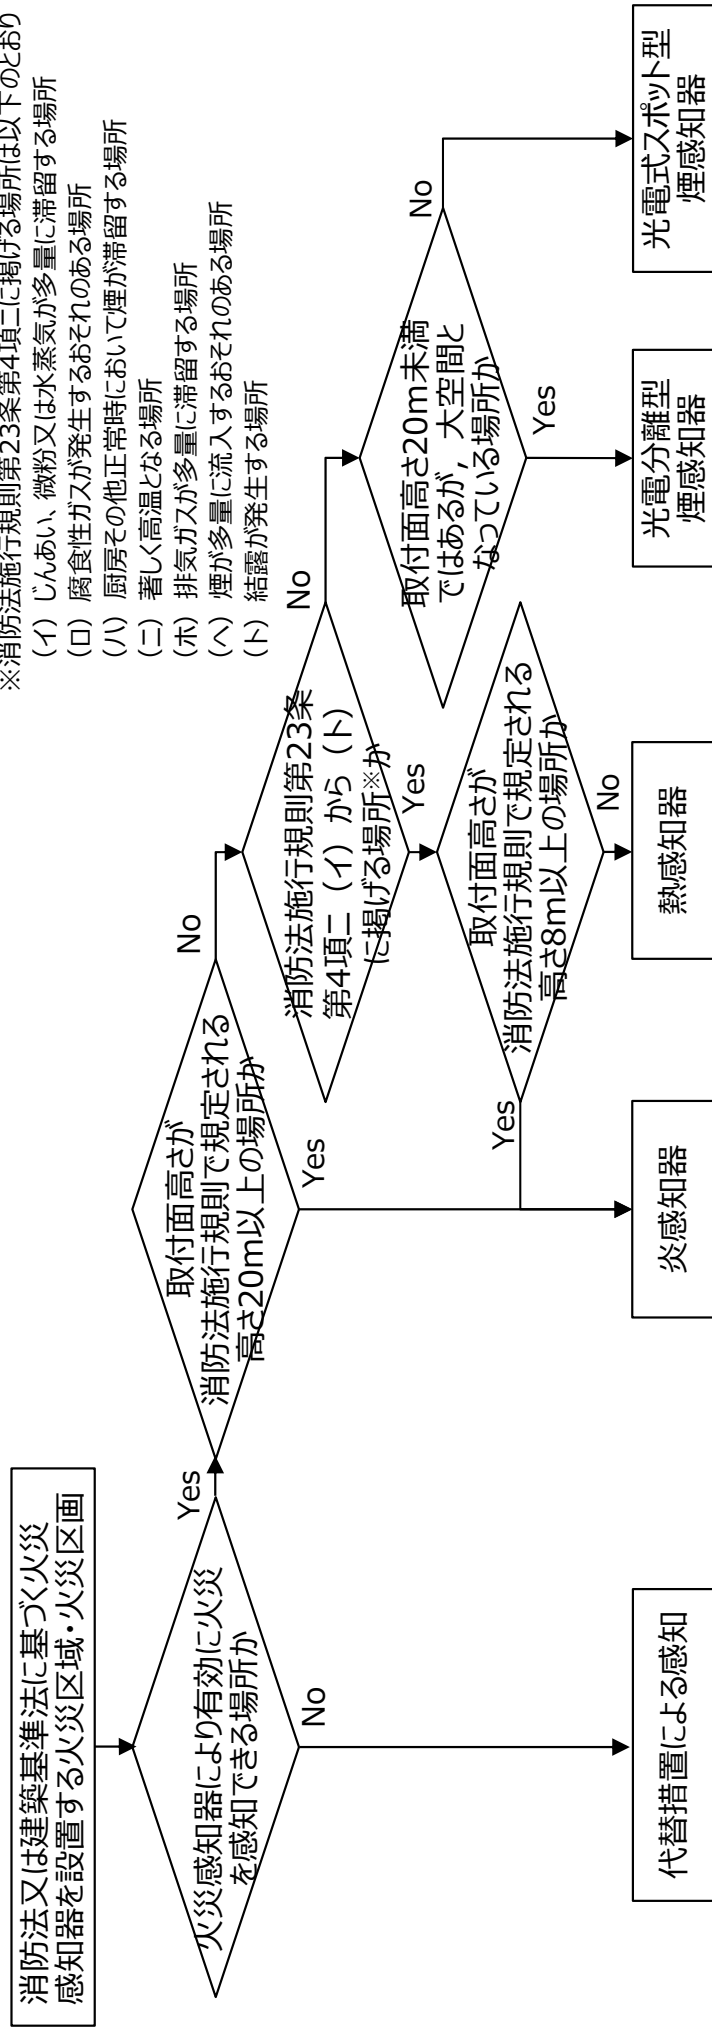 ※消防法施行規則第23条第4項ニに掲げる場所は以下のとおり
（イ）じんあい、微粉又は水蒸気が多量に滞留する場所
（ロ）腐食性ガスが発生するおそれのある場所
（ハ）厨房その他正常時において煙が滞留する場所
（ニ）著しく高温となる場所
（ホ）排気ガスが多量に滞留する場所
（ヘ）煙が多量に流入するおそれのある場所
（ト）結露が発生する場所
消防法又は建築基準法に基づく火災
感知器を設置する火災区域・火災区画
火災感知器により有効に火災
を感知できる場所か
Yes
No
取付面高さが
消防法施行規則で規定される
高さ20m以上の場所か
No
Yes
消防法施行規則第23条
第4項ニ（イ）から（ト）
に掲げる場所※か
No
Yes
取付面高さが
消防法施行規則で規定される
高さ8m以上の場所か
Yes
No
取付面高さ20m未満
ではあるが，大空間と
なっている場所か
No
Yes
代替措置による感知
炎感知器
熱感知器
光電分離型
煙感知器
光電式スポット型
煙感知器